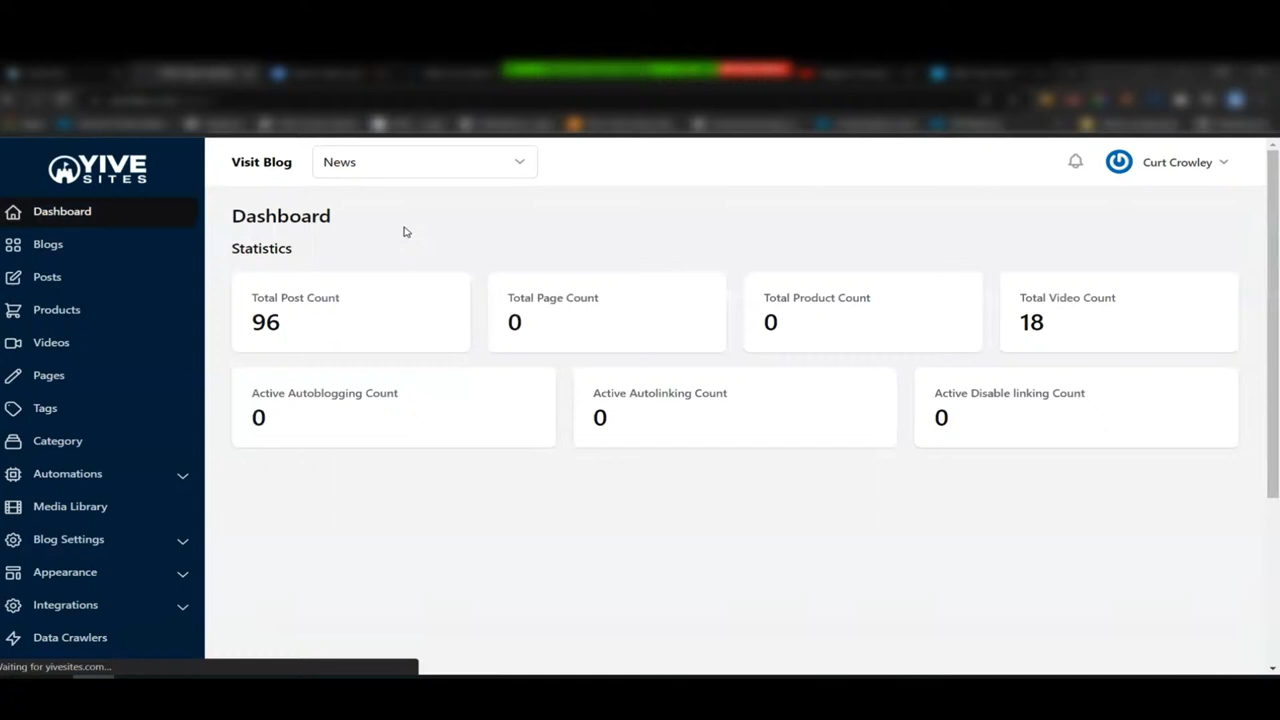 YIVE
SITES
Visit Blog
News
Curt Crowley
Dashboard
Blogs
Posts
Products
Videos
Pages
Tags
Category
Automations
Media Library
Blog Settings
Appearance
Integrations
Data Crawlers
Dashboard
Statistics
Total Post Count
96
Total Page Count
0
Total Product Count
0
Total Video Count
18
Active Autoblogging Count
0
Active Autolinking Count
0
Active Disable linking Count
0
Waiting for yivesites.com...